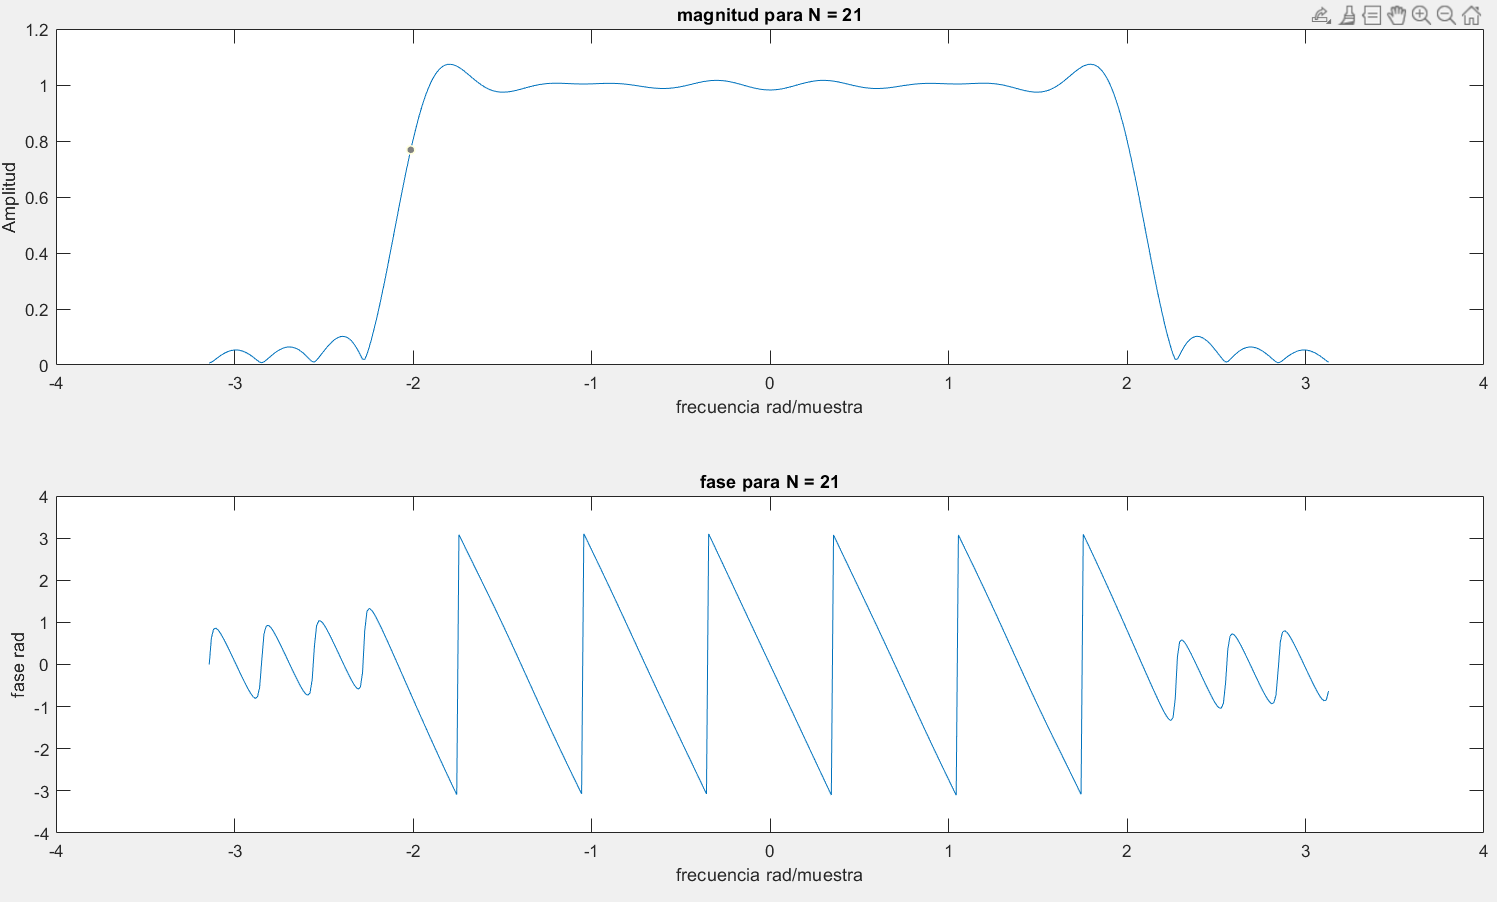 magnitud para N = 21
1.2
1
0.8
0.6
0.4
0.2
0
Amplitud
-4 -3 -2 -1 0 1 2 3 4
frecuencia rad/muestra
fase para N = 21
4
3
2
1
0
-1
-2
-3
-4
fase rad
-4 -3 -2 -1 0 1 2 3 4
frecuencia rad/muestra